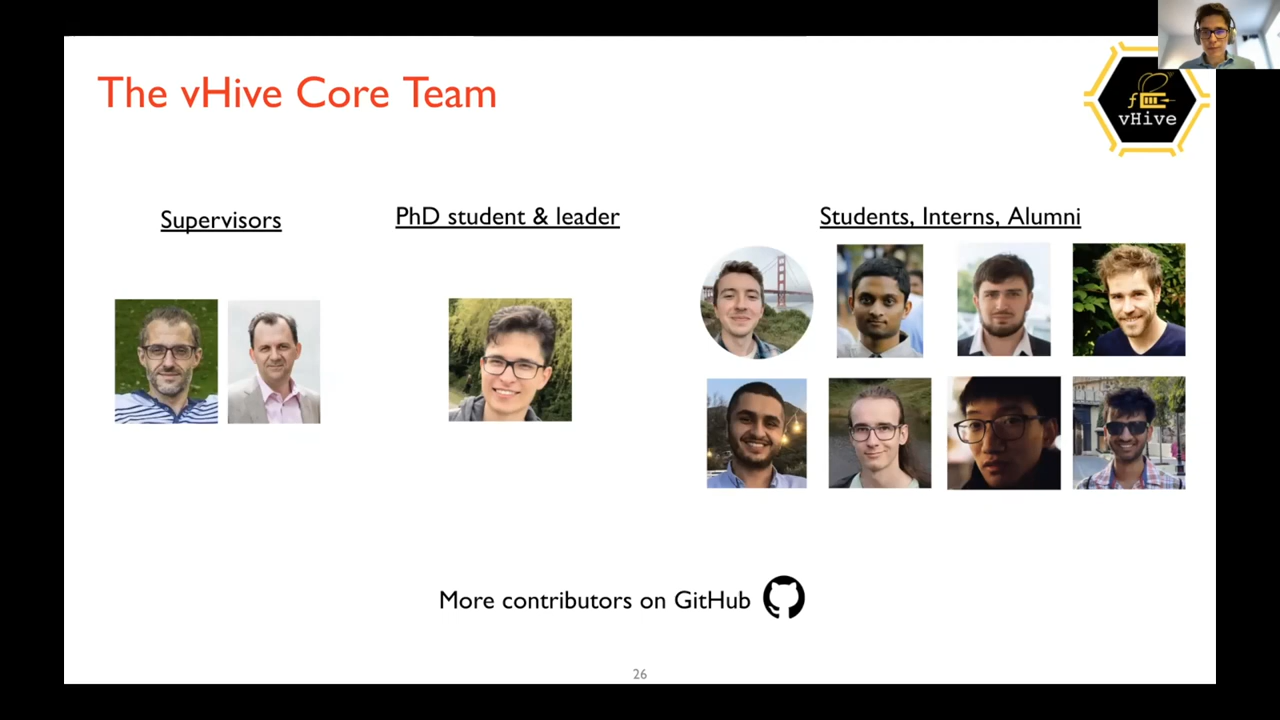 The vHive Core Team
vHive
Supervisors
PhD student & leader
Students, Interns, Alumni
More contributors on GitHub
26